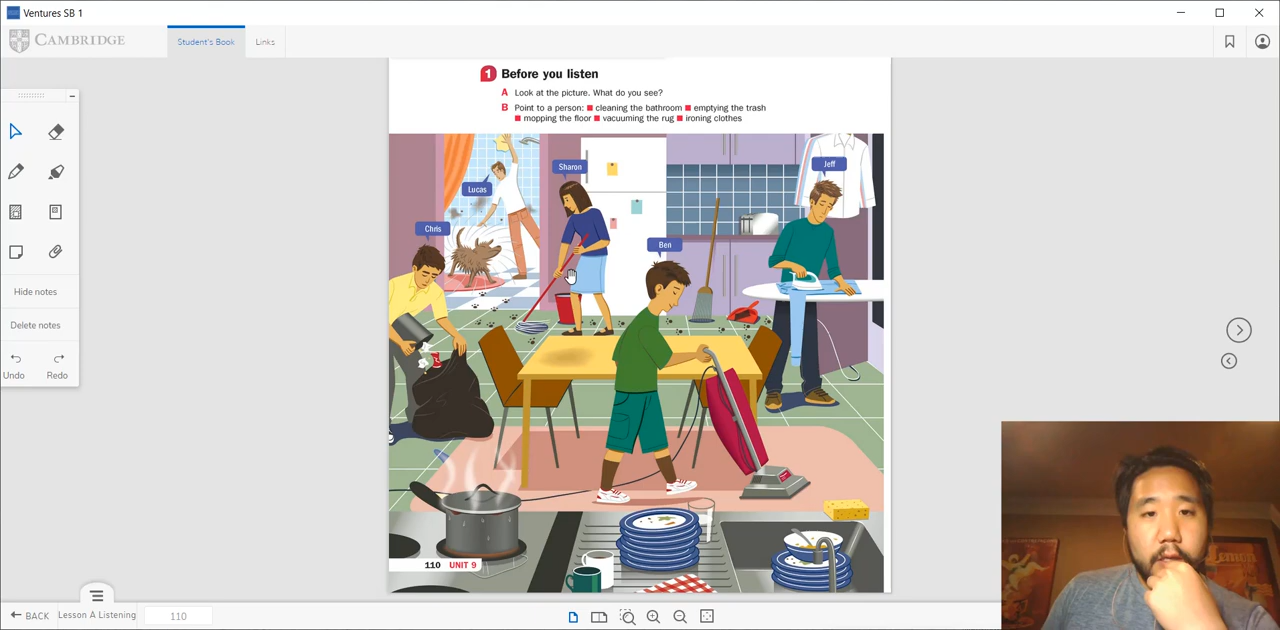 Ventures SB 1
CAMBRIDGE
Student's Book
Links
1 Before you listen
A Look at the picture. What do you see?
B Point to a person: ■ cleaning the bathroom ■ emptying the trash
■ mopping the floor ■ vacuuming the rug ■ ironing clothes
Jeff
Sharon
Lucas
Chris
Ben
Hide notes
Delete notes
Undo
Redo
110 UNIT 9
BACK
Lesson A Listening
110
Lemon